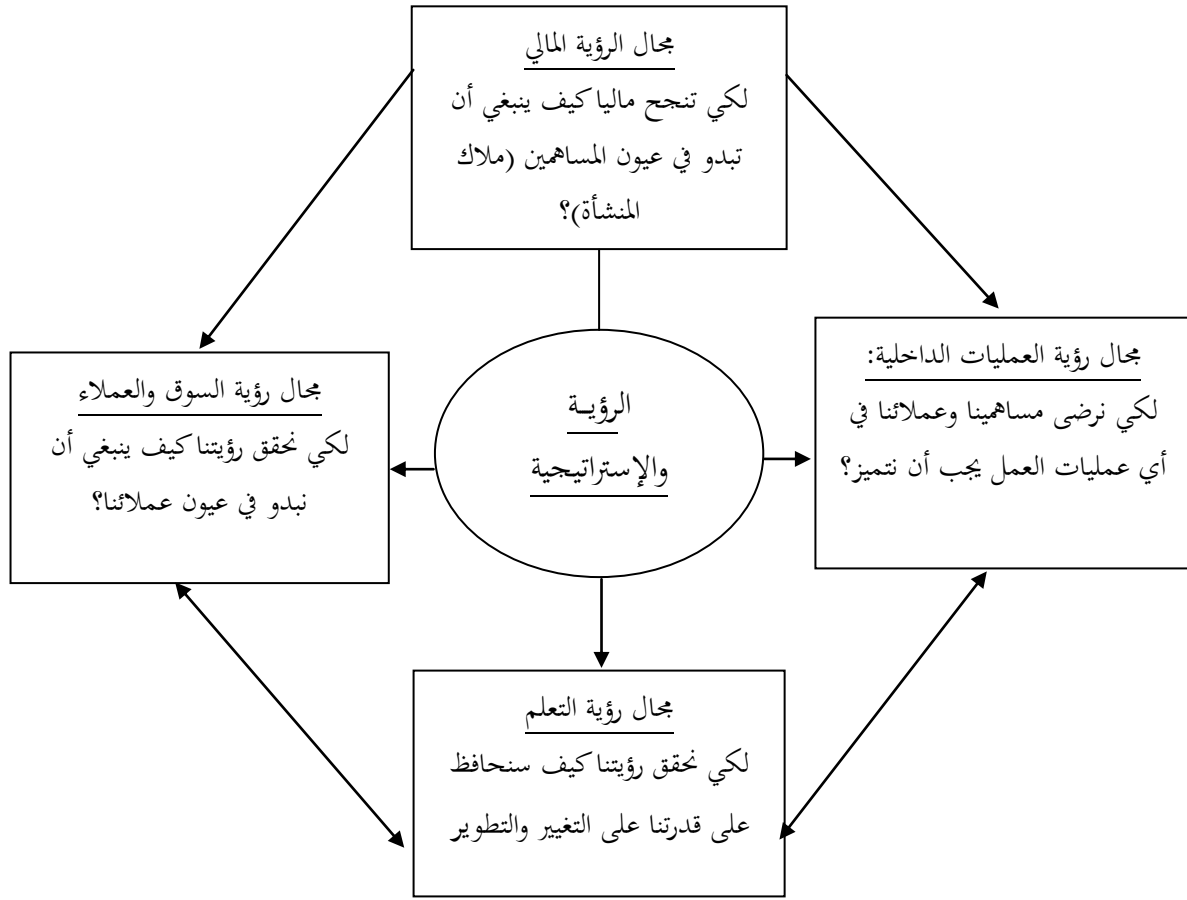 مجال الرؤية المالي
لكي تنجح ماليا كيف ينبغي أن
تبدو في عيون المساهمين (ملاك
المنشأة)؟
مجال رؤية العمليات الداخلية:
لكي نرضى مساهمينا وعملائنا في
أي عمليات العمل يجب أن نتميز؟
الرؤيــة
والإستراتيجية
مجال رؤية السوق والعملاء
لكي نحقق رؤيتنا كيف ينبغي أن
نبدو في عيون عملائنا؟
مجال رؤية التعلم
لكي نحقق رؤيتنا كيف سنحافظ
على قدرتنا على التغيير والتطوير